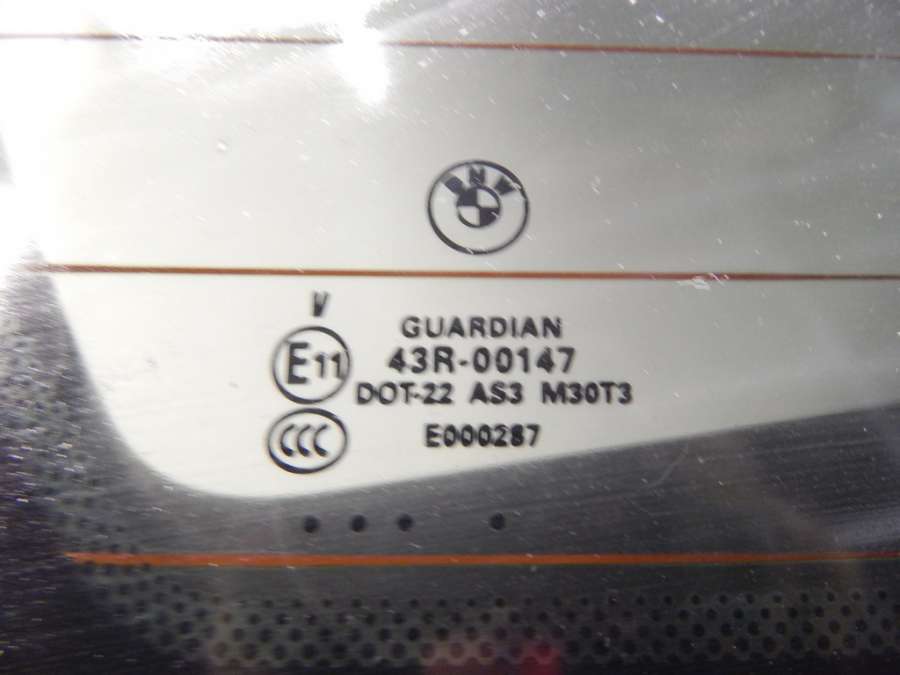 BMW
V
GUARDIAN
E11
43R-00147
DOT-22 AS3 M30T3
CCC
E000287